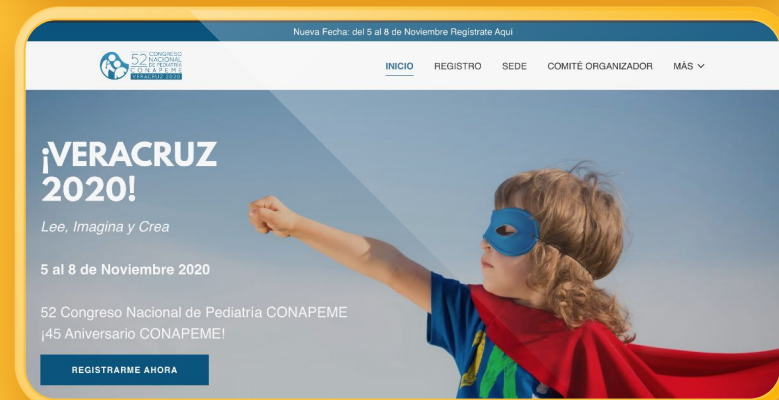 Nueva Fecha: del 5 al 8 de Noviembre Regístrate Aquí
52 CONGRESO
NACIONAL
DE PEDIATRÍA
CONAPEME
VERACRUZ 2020
INICIO
REGISTRO
SEDE
COMITÉ ORGANIZADOR
MÁS
¡VERACRUZ
2020!
Lee, Imagina y Crea
5 al 8 de Noviembre 2020
52 Congreso Nacional de Pediatría CONAPEME
¡45 Aniversario CONAPEME!
REGISTRARME AHORA